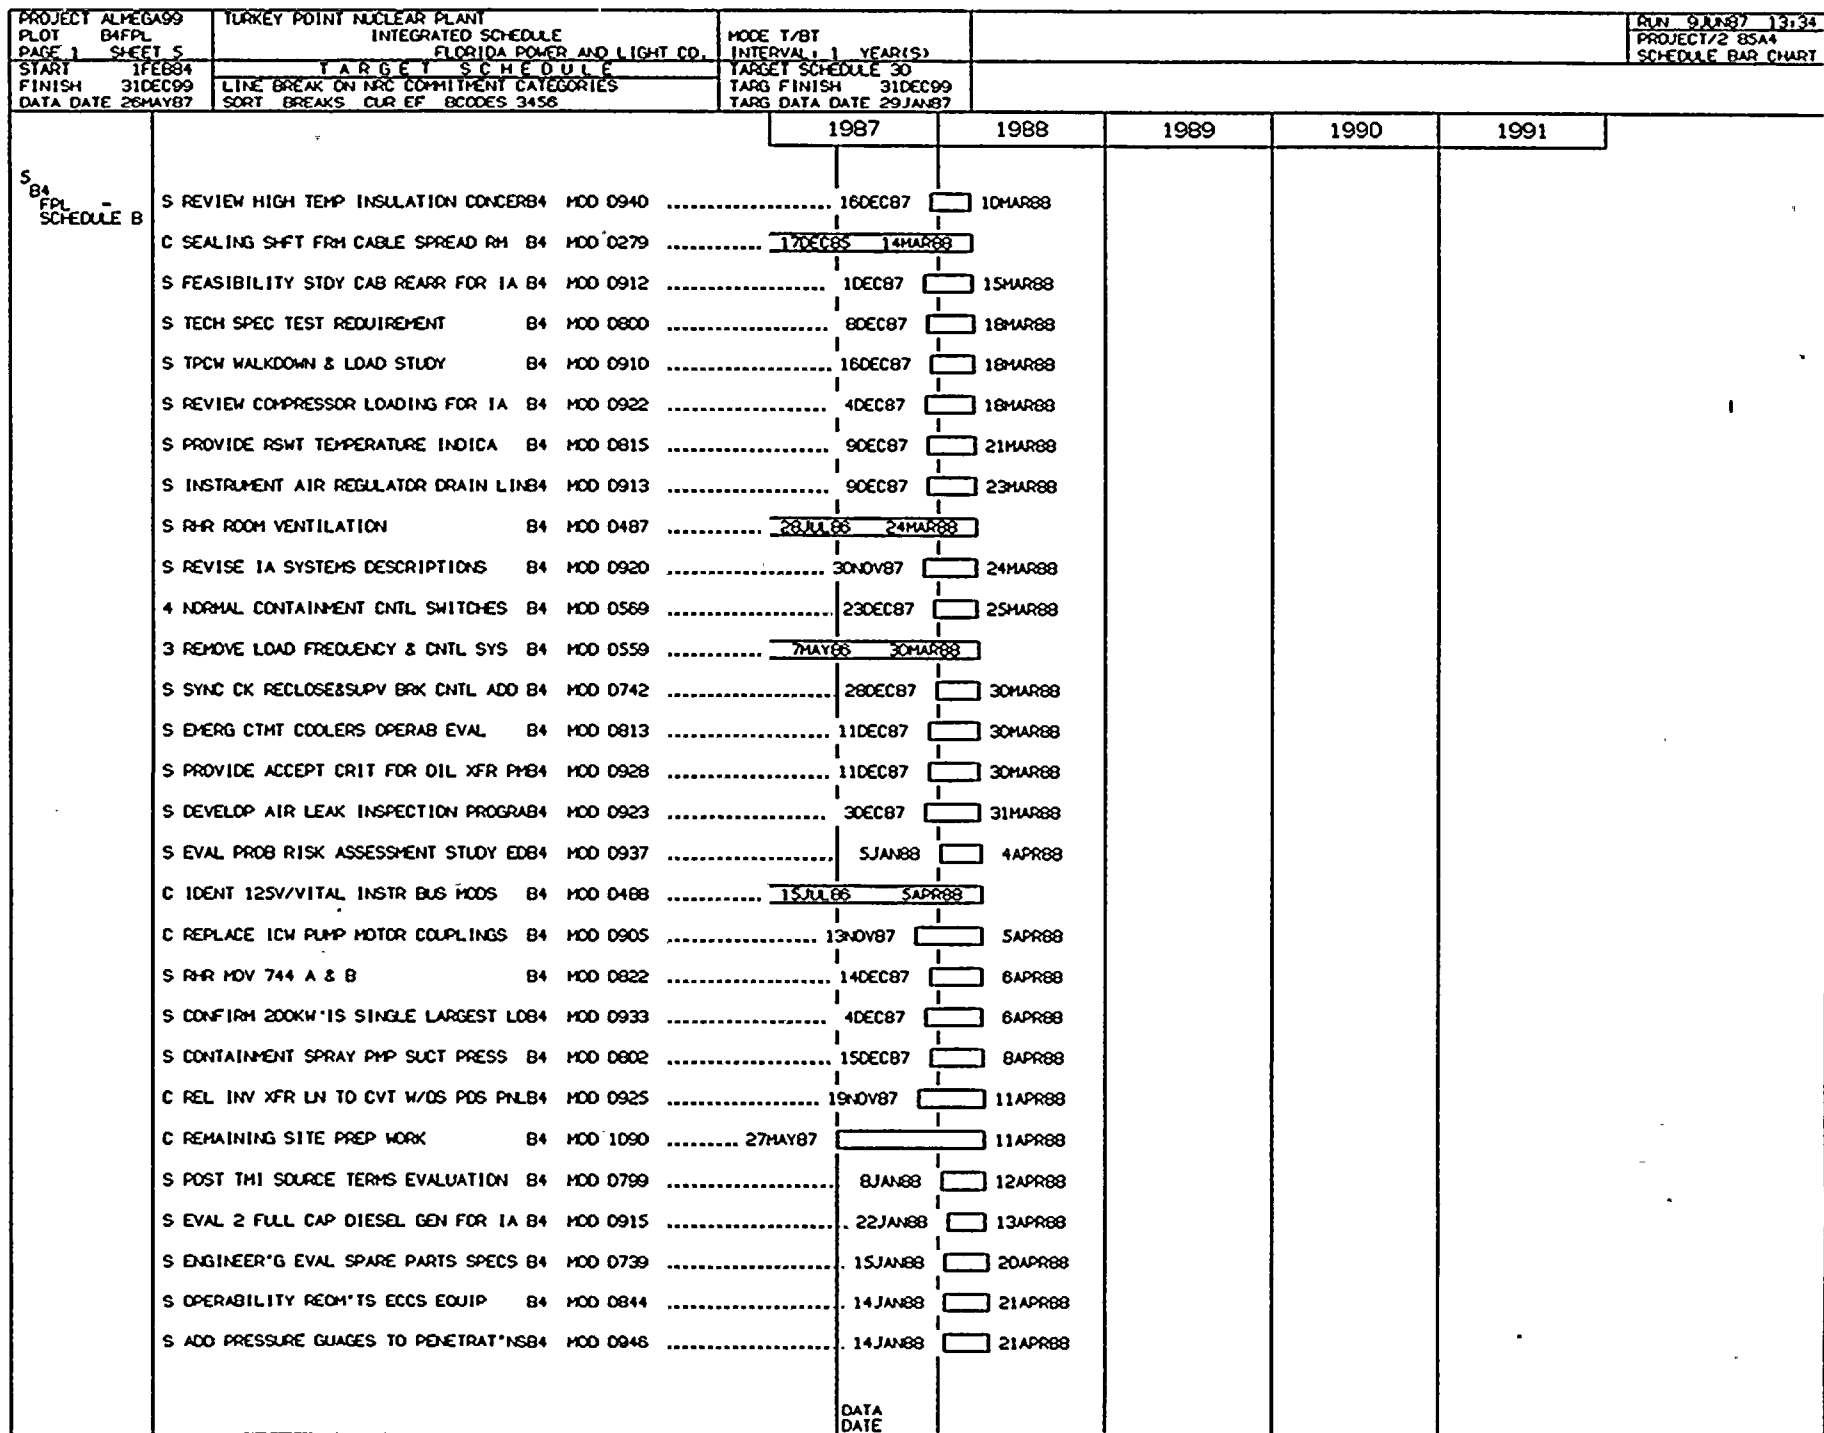 PROJECT ALMEGA99 TURKEY POINT NUCLEAR PLANT RUN 9JUN87 13:34
PLOT B4FPL INTEGRATED SCHEDULE MODE T/BT PROJECT/2 85A4
PAGE 1 SHEET 5 FLORIDA POWER AND LIGHT CO. INTERVAL: 1 YEAR(S) SCHEDULE BAR CHART
START 1FEB84 TARGET SCHEDULE TARGET SCHEDULE 30
FINISH 31DEC99 LINE BREAK ON NRC COMMITMENT CATEGORIES TARG FINISH 31DEC99
DATA DATE 26MAY87 SORT BREAKS CUR EF BCODES 3456 TARG DATA DATE 29JAN87
1987 1988 1989 1990 1991
S
B4
FPL -
SCHEDULE B
S REVIEW HIGH TEMP INSULATION CONCERB4 MOD 0940 16DEC87 10MAR88
C SEALING SHFT FRM CABLE SPREAD RM B4 MOD 0279 17DEC85 14MAR88
S FEASIBILITY STDY CAB REARR FOR IA B4 MOD 0912 1DEC87 15MAR88
S TECH SPEC TEST REQUIREMENT B4 MOD 0800 8DEC87 18MAR88
S TPCW WALKDOWN & LOAD STUDY B4 MOD 0910 16DEC87 18MAR88
S REVIEW COMPRESSOR LOADING FOR IA B4 MOD 0922 4DEC87 18MAR88
S PROVIDE RSWT TEMPERATURE INDICA B4 MOD 0815 9DEC87 21MAR88
S INSTRUMENT AIR REGULATOR DRAIN LINB4 MOD 0913 9DEC87 23MAR88
S RHR ROOM VENTILATION B4 MOD 0487 28JUL86 24MAR88
S REVISE IA SYSTEMS DESCRIPTIONS B4 MOD 0920 30NOV87 24MAR88
4 NORMAL CONTAINMENT CNTL SWITCHES B4 MOD 0569 23DEC87 25MAR88
3 REMOVE LOAD FREQUENCY & CNTL SYS B4 MOD 0559 7MAY86 30MAR88
S SYNC CK RECLOSE&SUPV BRK CNTL ADD B4 MOD 0742 28DEC87 30MAR88
S EMERG CTMT COOLERS OPERAB EVAL B4 MOD 0813 11DEC87 30MAR88
S PROVIDE ACCEPT CRIT FOR OIL XFR PMB4 MOD 0928 11DEC87 30MAR88
S DEVELOP AIR LEAK INSPECTION PROGRAB4 MOD 0923 3DEC87 31MAR88
S EVAL PROB RISK ASSESSMENT STUDY EDB4 MOD 0937 5JAN88 4APR88
C IDENT 125V/VITAL INSTR BUS MODS B4 MOD 0488 15JUL86 5APR88
C REPLACE ICW PUMP MOTOR COUPLINGS B4 MOD 0905 13NOV87 5APR88
S RHR MOV 744 A & B B4 MOD 0822 14DEC87 6APR88
S CONFIRM 200KW'IS SINGLE LARGEST LOB4 MOD 0933 4DEC87 6APR88
S CONTAINMENT SPRAY PMP SUCT PRESS B4 MOD 0802 15DEC87 8APR88
C REL INV XFR LN TO CVT W/DS POS PNLB4 MOD 0925 19NOV87 11APR88
C REMAINING SITE PREP WORK B4 MOD 1090 27MAY87 11APR88
S POST TMI SOURCE TERMS EVALUATION B4 MOD 0799 8JAN88 12APR88
S EVAL 2 FULL CAP DIESEL GEN FOR IA B4 MOD 0915 22JAN88 13APR88
S ENGINEER'G EVAL SPARE PARTS SPECS B4 MOD 0739 15JAN88 20APR88
S OPERABILITY REQM'TS ECCS EQUIP B4 MOD 0844 14JAN88 21APR88
S ADD PRESSURE GUAGES TO PENETRAT'NSB4 MOD 0946 14JAN88 21APR88
DATA
DATE